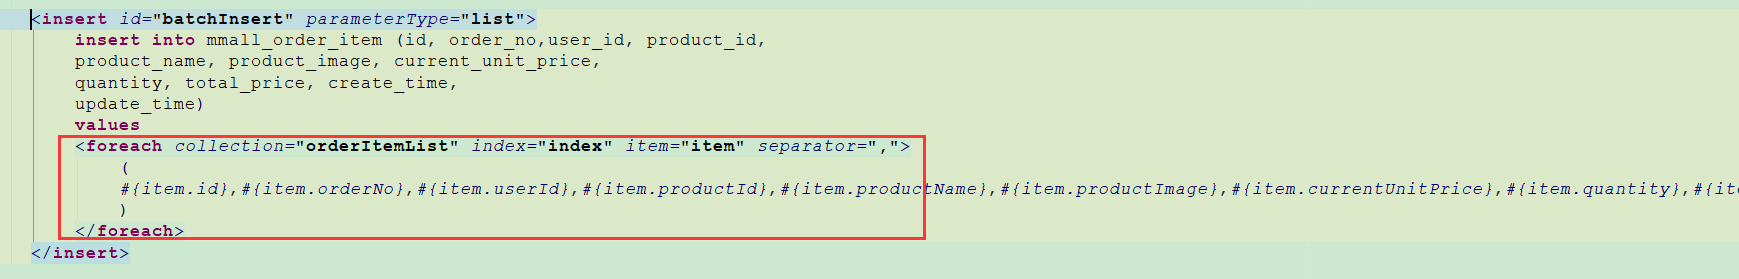 <insert id="batchInsert" parameterType="list">
insert into mmall_order_item (id, order_no,user_id, product_id,
product_name, product_image, current_unit_price,
quantity, total_price, create_time,
update_time)
values
<foreach collection="orderItemList" index="index" item="item" separator=",">
(
#{item.id},#{item.orderNo},#{item.userId},#{item.productId},#{item.productName},#{item.productImage},#{item.currentUnitPrice},#{item.quantity},#{ite
)
</foreach>
</insert>